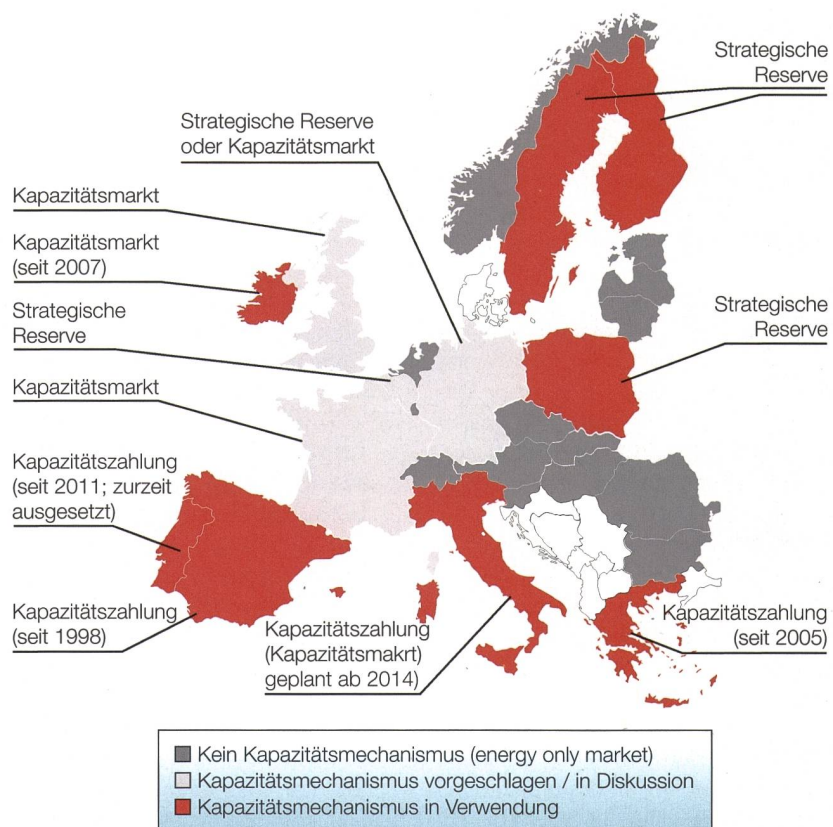 Strategische
Reserve
Strategische Reserve
oder Kapazitätsmarkt
Kapazitätsmarkt
Kapazitätsmarkt
(seit 2007)
Strategische
Reserve
Strategische
Reserve
Kapazitätsmarkt
Kapazitätszahlung
(seit 2011; zurzeit
ausgesetzt)
Kapazitätszahlung
(seit 1998)
Kapazitätszahlung
(Kapazitätsmakrt)
geplant ab 2014)
Kapazitätszahlung
(seit 2005)
Kein Kapazitätsmechanismus (energy only market)
Kapazitätsmechanismus vorgeschlagen / in Diskussion
Kapazitätsmechanismus in Verwendung